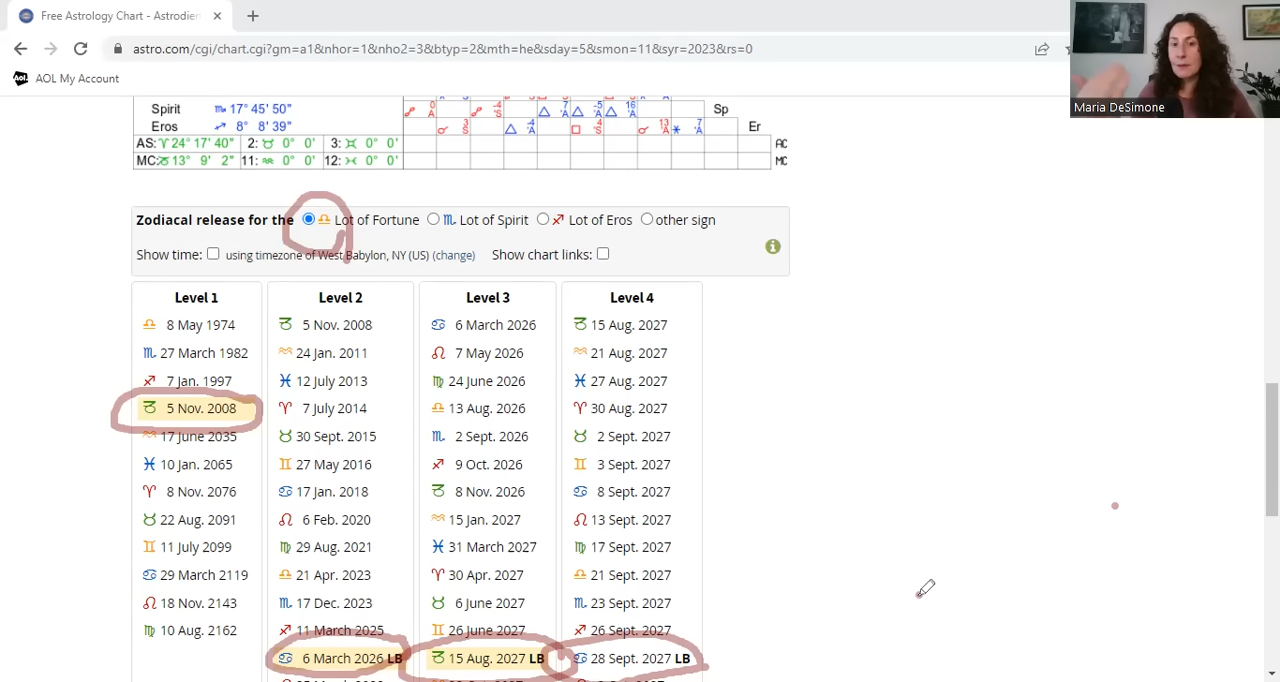 Free Astrology Chart - Astrodien
astro.com/cgi/chart.cgi?gm=a1&nhor=1&nho2=3&btyp=2&mth=he&sday=5&smon=11&syr=2023&rs=0
AOL My Account
Maria DeSimone
Spirit ♏ 17° 45' 50"
Eros ♐ 8° 8' 39"
Sp
Er
AS: ♈ 24° 17' 40" 2: ♉ 0° 0' 3: ♊ 0° 0' AC
MC: ♑ 13° 9' 2" 11: ♒ 0° 0' 12: ♓ 0° 0' MC
Zodiacal release for the ♎ Lot of Fortune ♏ Lot of Spirit ♐ Lot of Eros other sign
Show time: using timezone of West Babylon, NY (US) (change) Show chart links:
Level 1 Level 2 Level 3 Level 4
♎ 8 May 1974 ♑ 5 Nov. 2008 ♋ 6 March 2026 ♑ 15 Aug. 2027
♏ 27 March 1982 ♒ 24 Jan. 2011 ♌ 7 May 2026 ♒ 21 Aug. 2027
♐ 7 Jan. 1997 ♓ 12 July 2013 ♍ 24 June 2026 ♓ 27 Aug. 2027
♑ 5 Nov. 2008 ♈ 7 July 2014 ♎ 13 Aug. 2026 ♈ 30 Aug. 2027
♒ 17 June 2035 ♉ 30 Sept. 2015 ♏ 2 Sept. 2026 ♉ 2 Sept. 2027
♓ 10 Jan. 2065 ♊ 27 May 2016 ♐ 9 Oct. 2026 ♊ 3 Sept. 2027
♈ 8 Nov. 2076 ♋ 17 Jan. 2018 ♑ 8 Nov. 2026 ♋ 8 Sept. 2027
♉ 22 Aug. 2091 ♌ 6 Feb. 2020 ♒ 15 Jan. 2027 ♌ 13 Sept. 2027
♊ 11 July 2099 ♍ 29 Aug. 2021 ♓ 31 March 2027 ♍ 17 Sept. 2027
♋ 29 March 2119 ♎ 21 Apr. 2023 ♈ 30 Apr. 2027 ♎ 21 Sept. 2027
♌ 18 Nov. 2143 ♏ 17 Dec. 2023 ♉ 6 June 2027 ♏ 23 Sept. 2027
♍ 10 Aug. 2162 ♐ 11 March 2025 ♊ 26 June 2027 ♐ 26 Sept. 2027
♋ 6 March 2026 LB ♑ 15 Aug. 2027 LB ♋ 28 Sept. 2027 LB